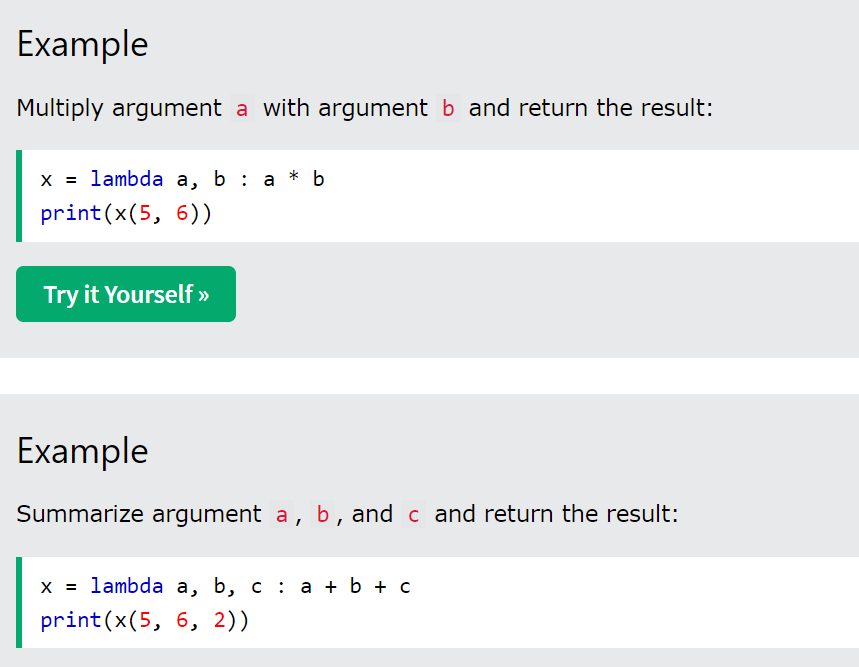 Example
Multiply argument a with argument b and return the result:
x = lambda a, b : a * b
print(x(5, 6))
Try it Yourself »
Example
Summarize argument a, b, and c and return the result:
x = lambda a, b, c : a + b + c
print(x(5, 6, 2))